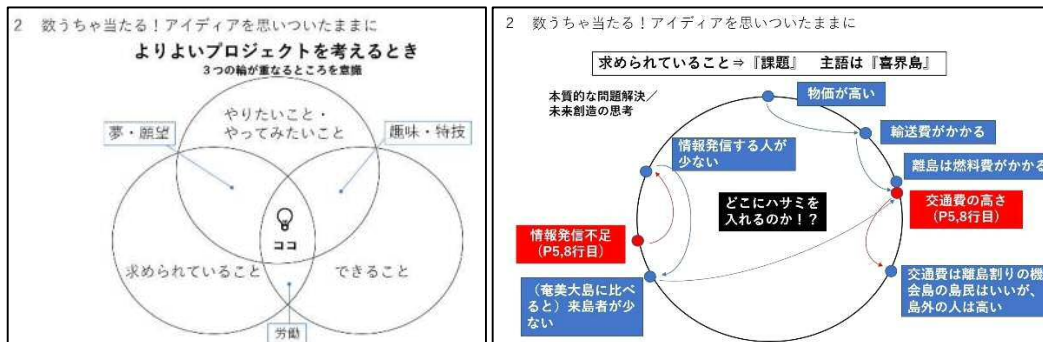 2 数うちゃ当たる！アイディアを思いついたままに
よりよいプロジェクトを考えるとき
３つの輪が重なるところを意識
やりたいこと・
やってみたいこと
夢・願望
趣味・特技
ココ
求められていること
できること
労働
2 数うちゃ当たる！アイディアを思いついたままに
求められていること⇒『課題』 主語は『喜界島』
本質的な問題解決／
未来創造の思考
物価が高い
輸送費がかかる
情報発信する人が
少ない
離島は燃料費がかかる
どこにハサミを
入れるのか！？
交通費の高さ
（P5,8行目）
情報発信不足
（P5,8行目）
（奄美大島に比べ
ると）来島者が少
ない
交通費は離島割りの機
会島の島民はいいが、
島外の人は高い